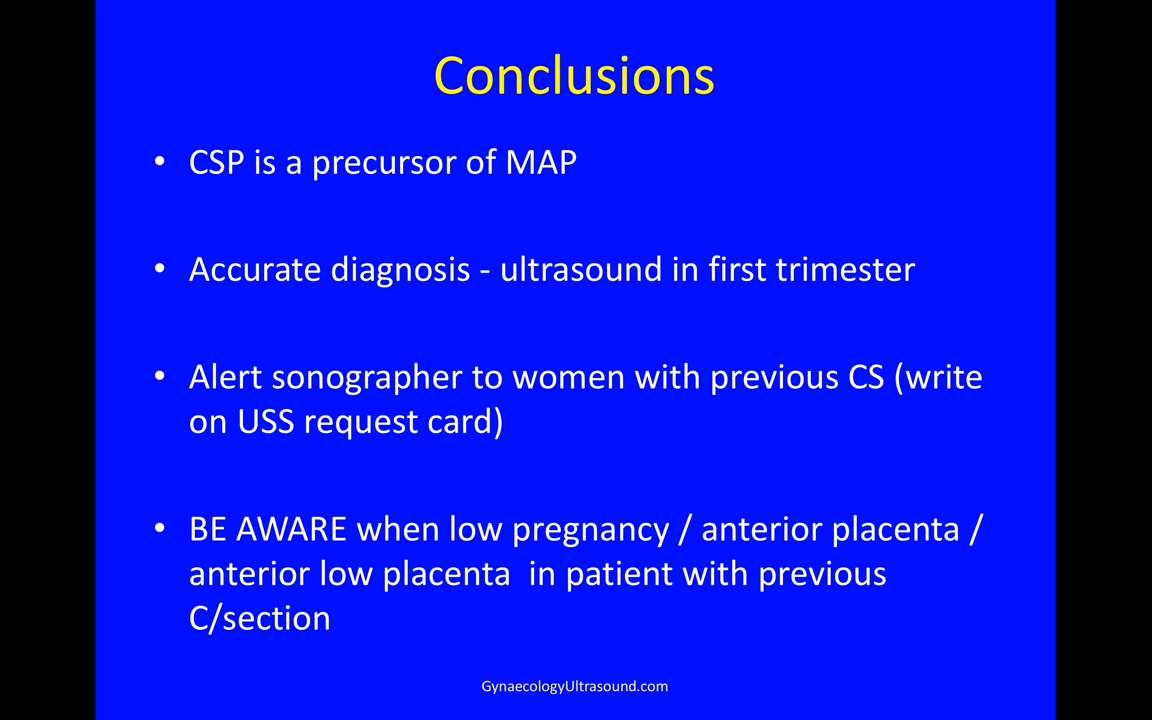 Conclusions
• CSP is a precursor of MAP
• Accurate diagnosis - ultrasound in first trimester
• Alert sonographer to women with previous CS (write
on USS request card)
• BE AWARE when low pregnancy / anterior placenta /
anterior low placenta  in patient with previous
C/section
GynaecologyUltrasound.com